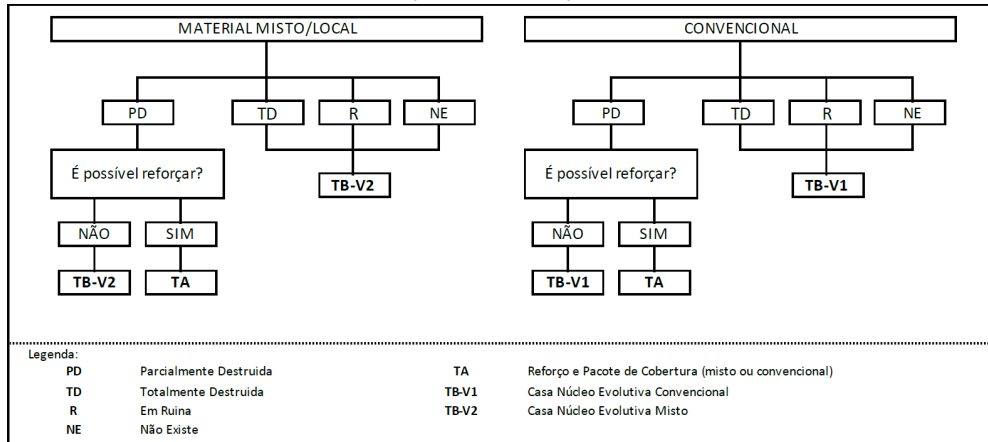 MATERIAL MISTO/LOCAL
CONVENCIONAL
PD
TD
R
NE
PD
TD
R
NE
É possível reforçar?
TB-V2
É possível reforçar?
TB-V1
NÃO
SIM
NÃO
SIM
TB-V2
TA
TB-V1
TA
Legenda:
PD Parcialmente Destruida TA Reforço e Pacote de Cobertura (misto ou convencional)
TD Totalmente Destruida TB-V1 Casa Núcleo Evolutiva Convencional
R Em Ruina TB-V2 Casa Núcleo Evolutiva Misto
NE Não Existe